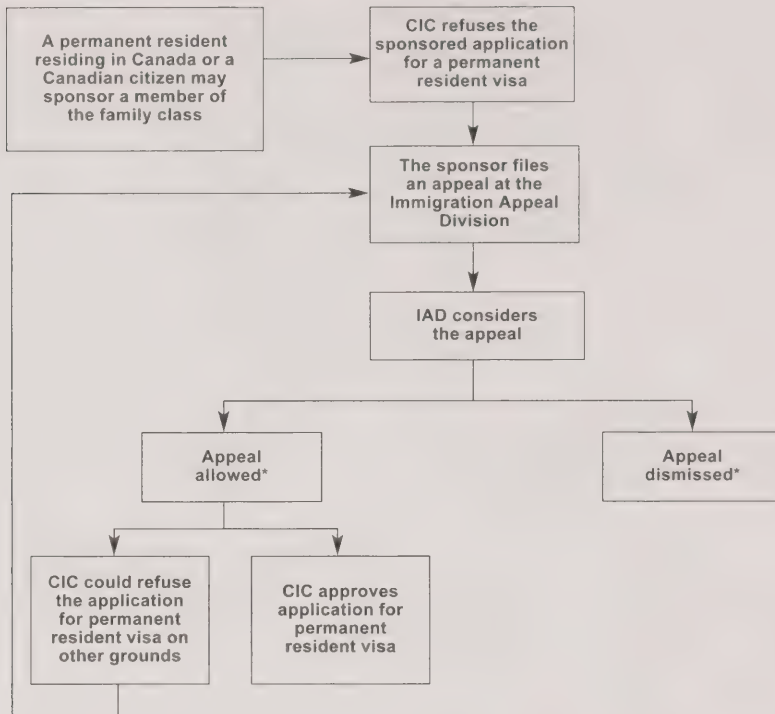 A permanent resident
residing in Canada or a
Canadian citizen may
sponsor a member of
the family class
CIC refuses the
sponsored application
for a permanent
resident visa
The sponsor files
an appeal at the
Immigration Appeal
Division
IAD considers
the appeal
Appeal
allowed*
Appeal
dismissed*
CIC could refuse
the application
for permanent
resident visa on
other grounds
CIC approves
application for
permanent
resident visa